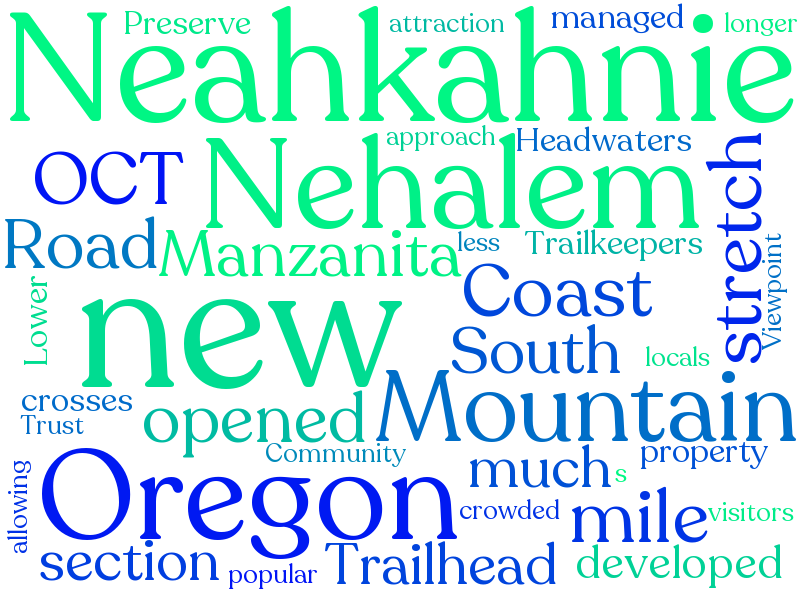 Neahkahnie
Preserve
attraction
managed
longer
approach
Headwaters
OCT
Nehalem
stretch
Road
Manzanita
less
Trailkeepers
Viewpoint
Lower
new
Coast
South
locals
crosses
Trust
opened
Mountain
Community
Oregon
much
s
property
allowing
crowded
mile
visitors
section
popular
Trailhead
developed